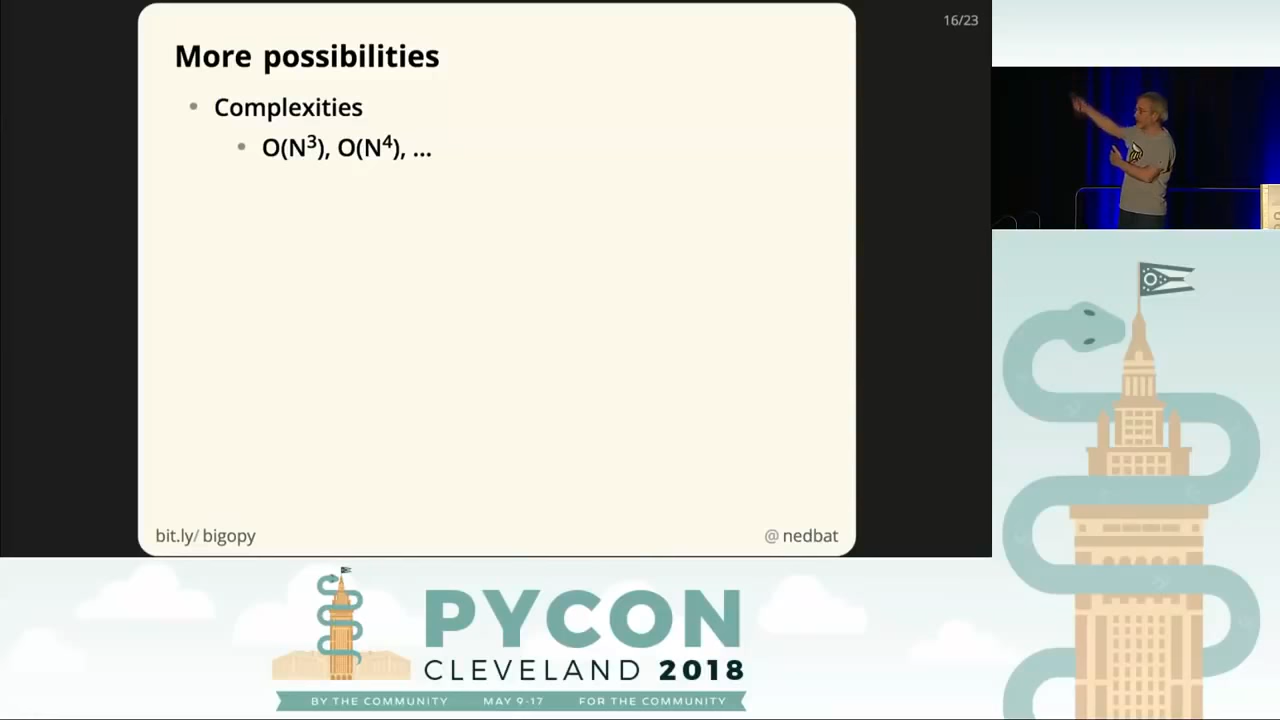 16/23
More possibilities
• Complexities
• O(N³), O(N⁴), ...
bit.ly/ bigopy
@ nedbat
PYCON
CLEVELAND 2018
BY THE COMMUNITY MAY 9-17 FOR THE COMMUNITY